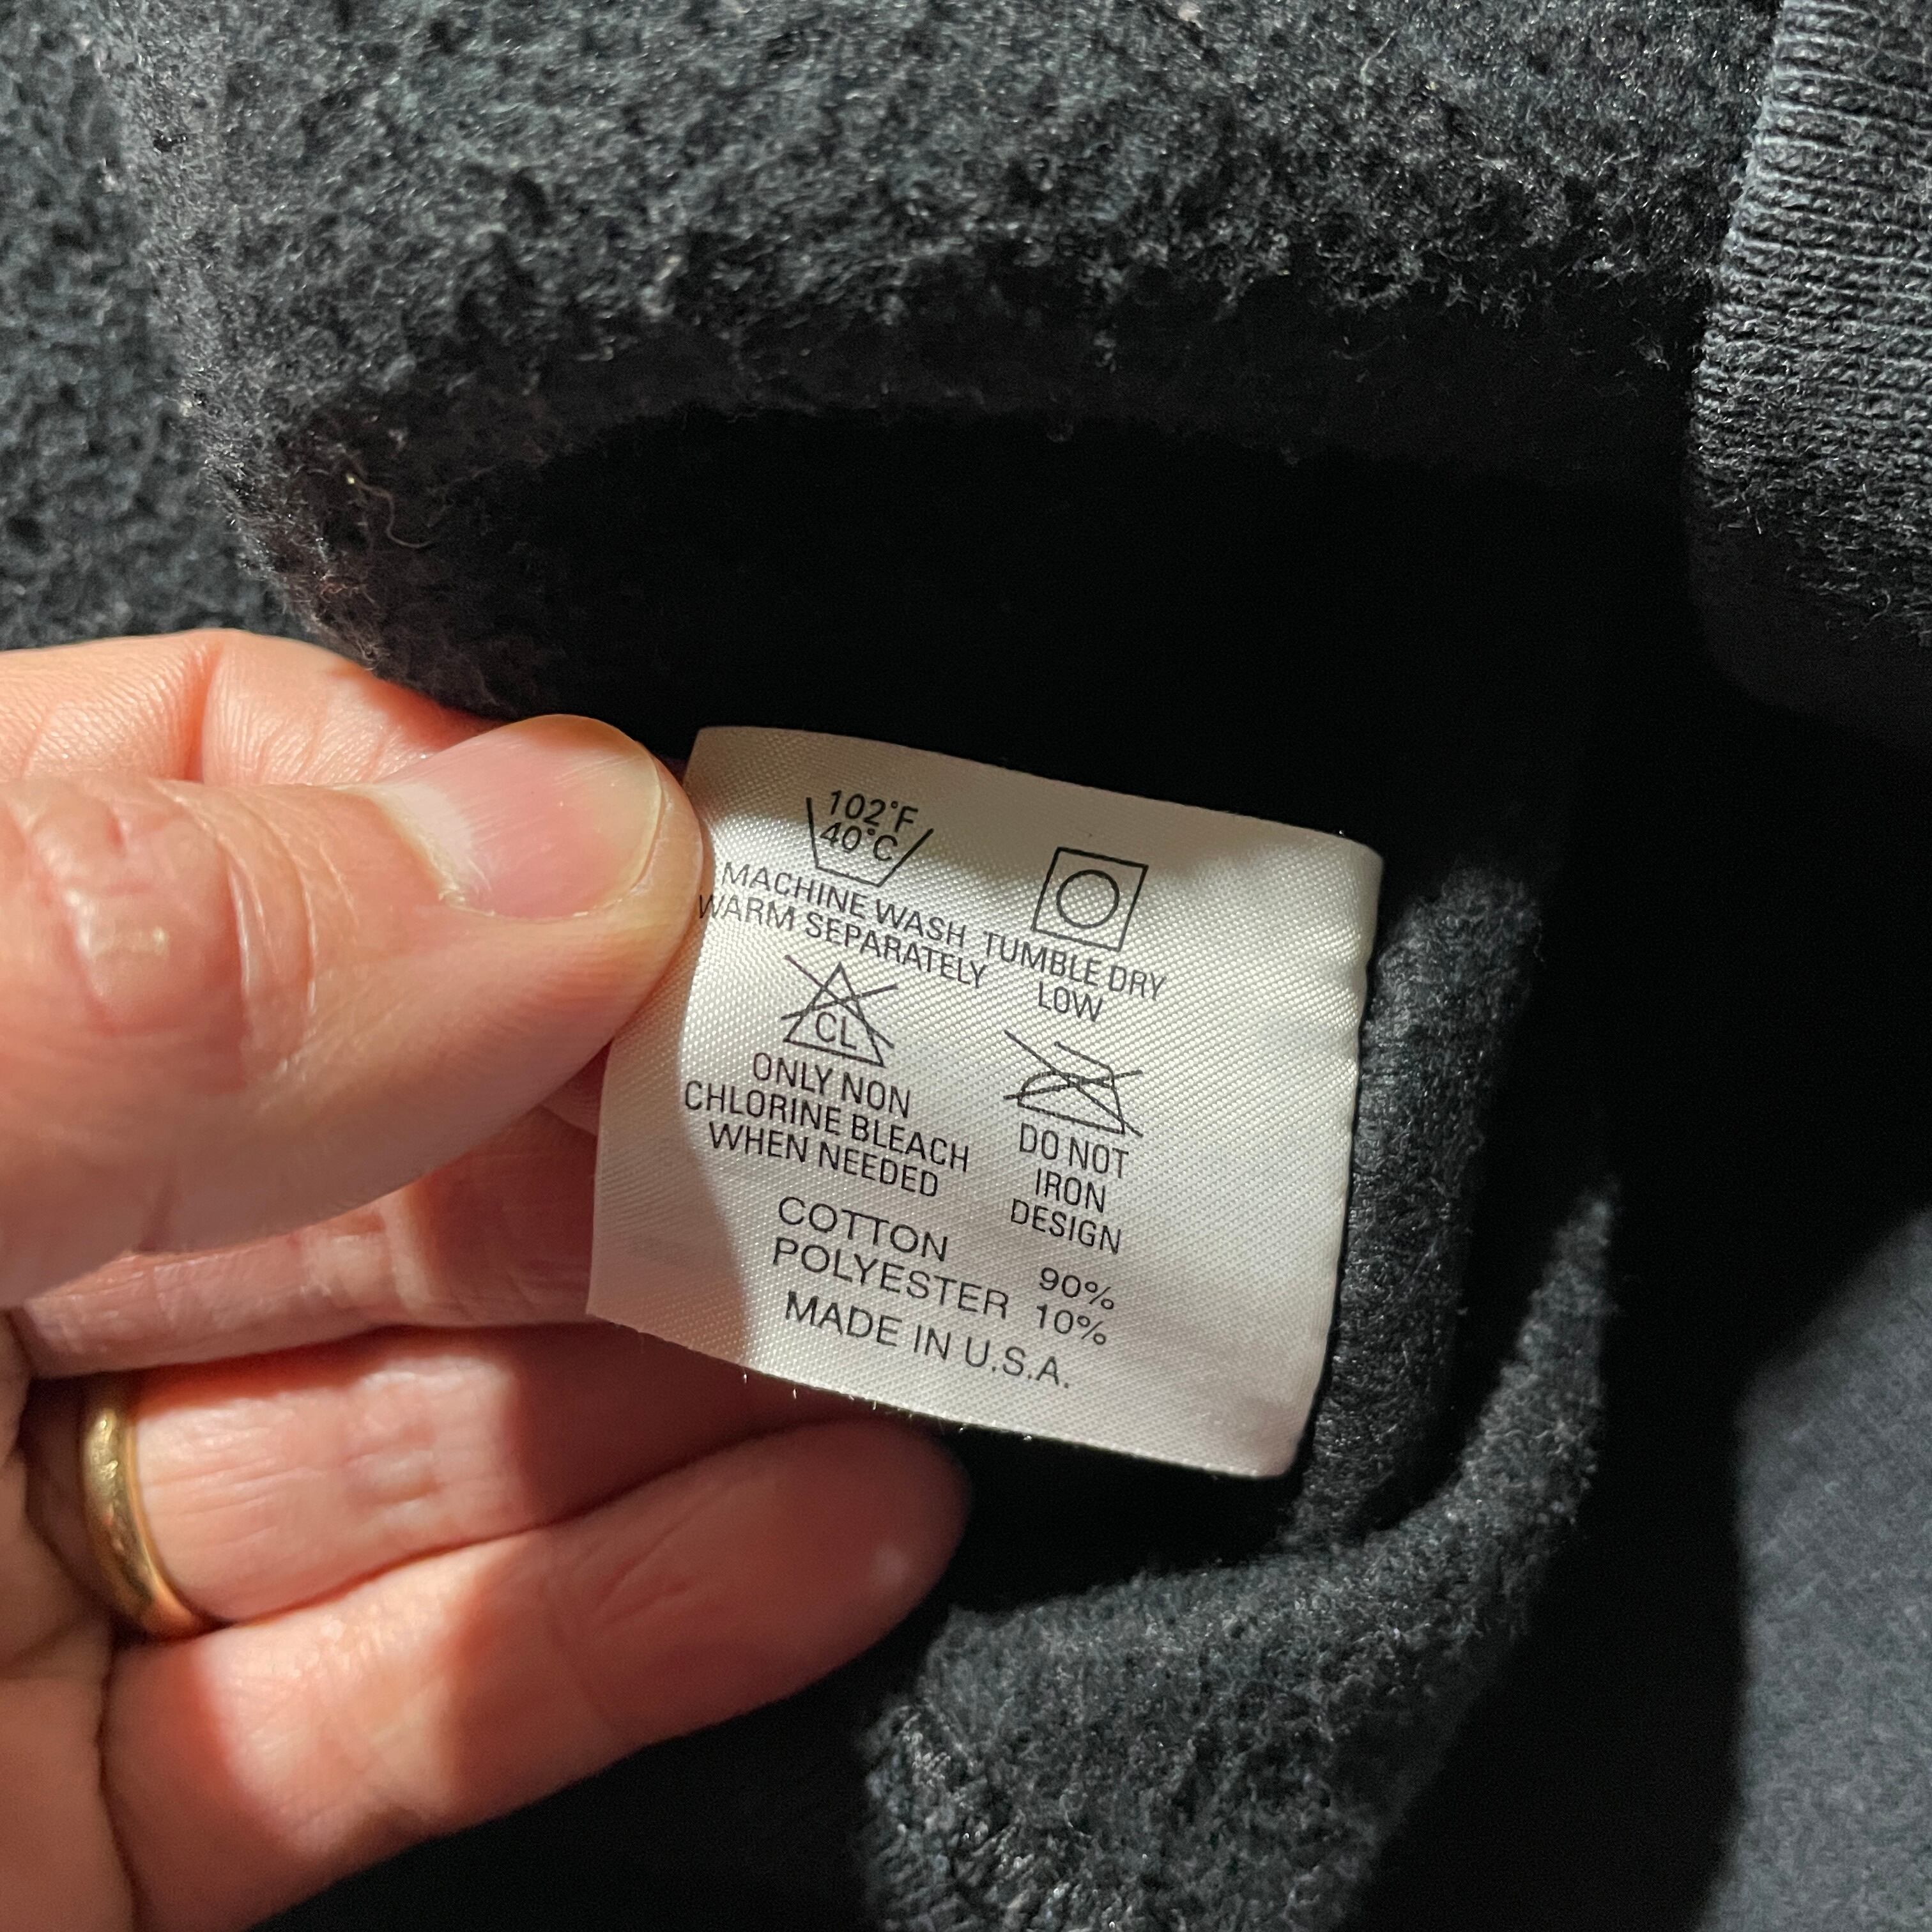 102°F
40°C
MACHINE WASH
WARM SEPARATELY
TUMBLE DRY
LOW
CL
ONLY NON
CHLORINE BLEACH
WHEN NEEDED
DO NOT
IRON
DESIGN
COTTON 90%
POLYESTER 10%
MADE IN U.S.A.